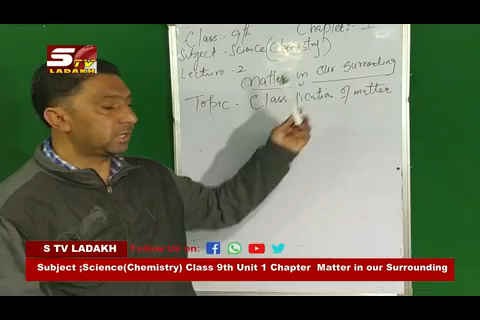 Class:- 9th Chapter:- I
Subject - Science (Chemistry)
Lecture - 2
Matter in our surrounding
Topic - Classification of matter
S TV
LADAKH
S TV LADAKH
Follow Us on:
Subject ;Science(Chemistry) Class 9th Unit 1 Chapter Matter in our Surrounding